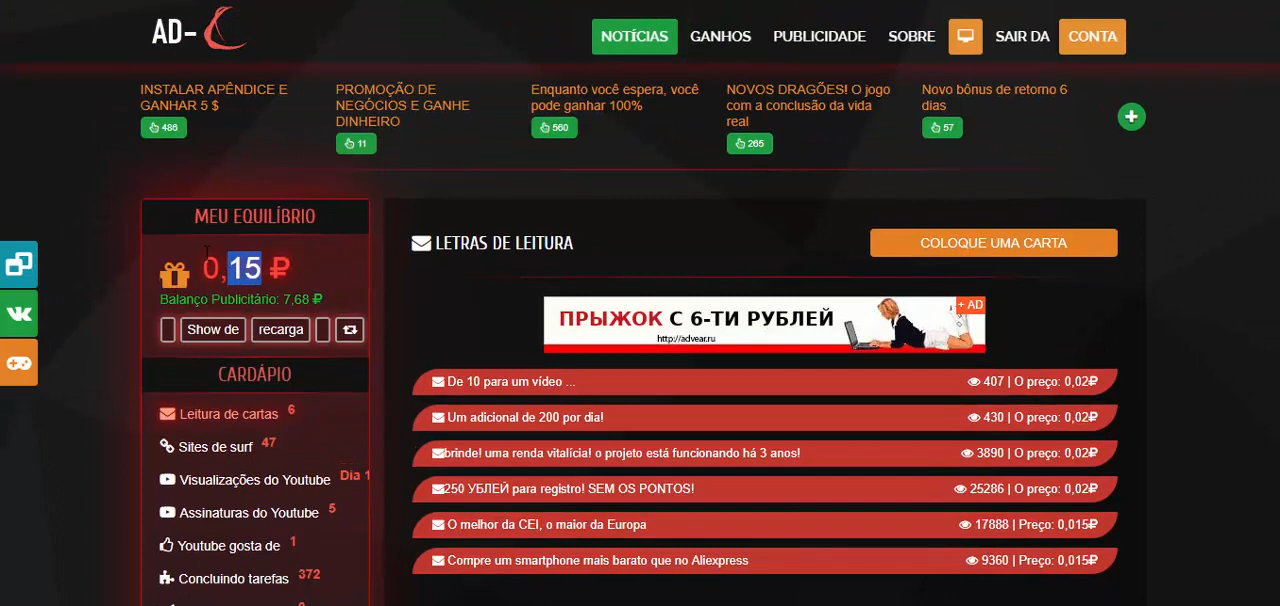 AD-
NOTÍCIAS
GANHOS
PUBLICIDADE
SOBRE
SAIR DA
CONTA
INSTALAR APÊNDICE E
GANHAR 5 $
486
PROMOÇÃO DE
NEGÓCIOS E GANHE
DINHEIRO
11
Enquanto você espera, você
pode ganhar 100%
560
NOVOS DRAGÕES! O jogo
com a conclusão da vida
real
265
Novo bônus de retorno 6
dias
57
MEU EQUILÍBRIO
0,15 ₽
Balanço Publicitário: 7,68 ₽
Show de
recarga
CARDÁPIO
Leitura de cartas 6
Sites de surf 47
Visualizações do Youtube Dia 1
Assinaturas do Youtube 5
Youtube gosta de 1
Concluindo tarefas 372
LETRAS DE LEITURA
COLOQUE UMA CARTA
ПРЫЖОК С 6-ТИ РУБЛЕЙ
http://advear.ru
+ AD
De 10 para um vídeo ... 407 | O preço: 0,02₽
Um adicional de 200 por dia! 430 | O preço: 0,02₽
brinde! uma renda vitalícia! o projeto está funcionando há 3 anos! 3890 | O preço: 0,02₽
250 УБЛЕЙ para registro! SEM OS PONTOS! 25286 | O preço: 0,02₽
O melhor da CEI, o maior da Europa 17888 | Preço: 0,015₽
Compre um smartphone mais barato que no Aliexpress 9360 | Preço: 0,015₽